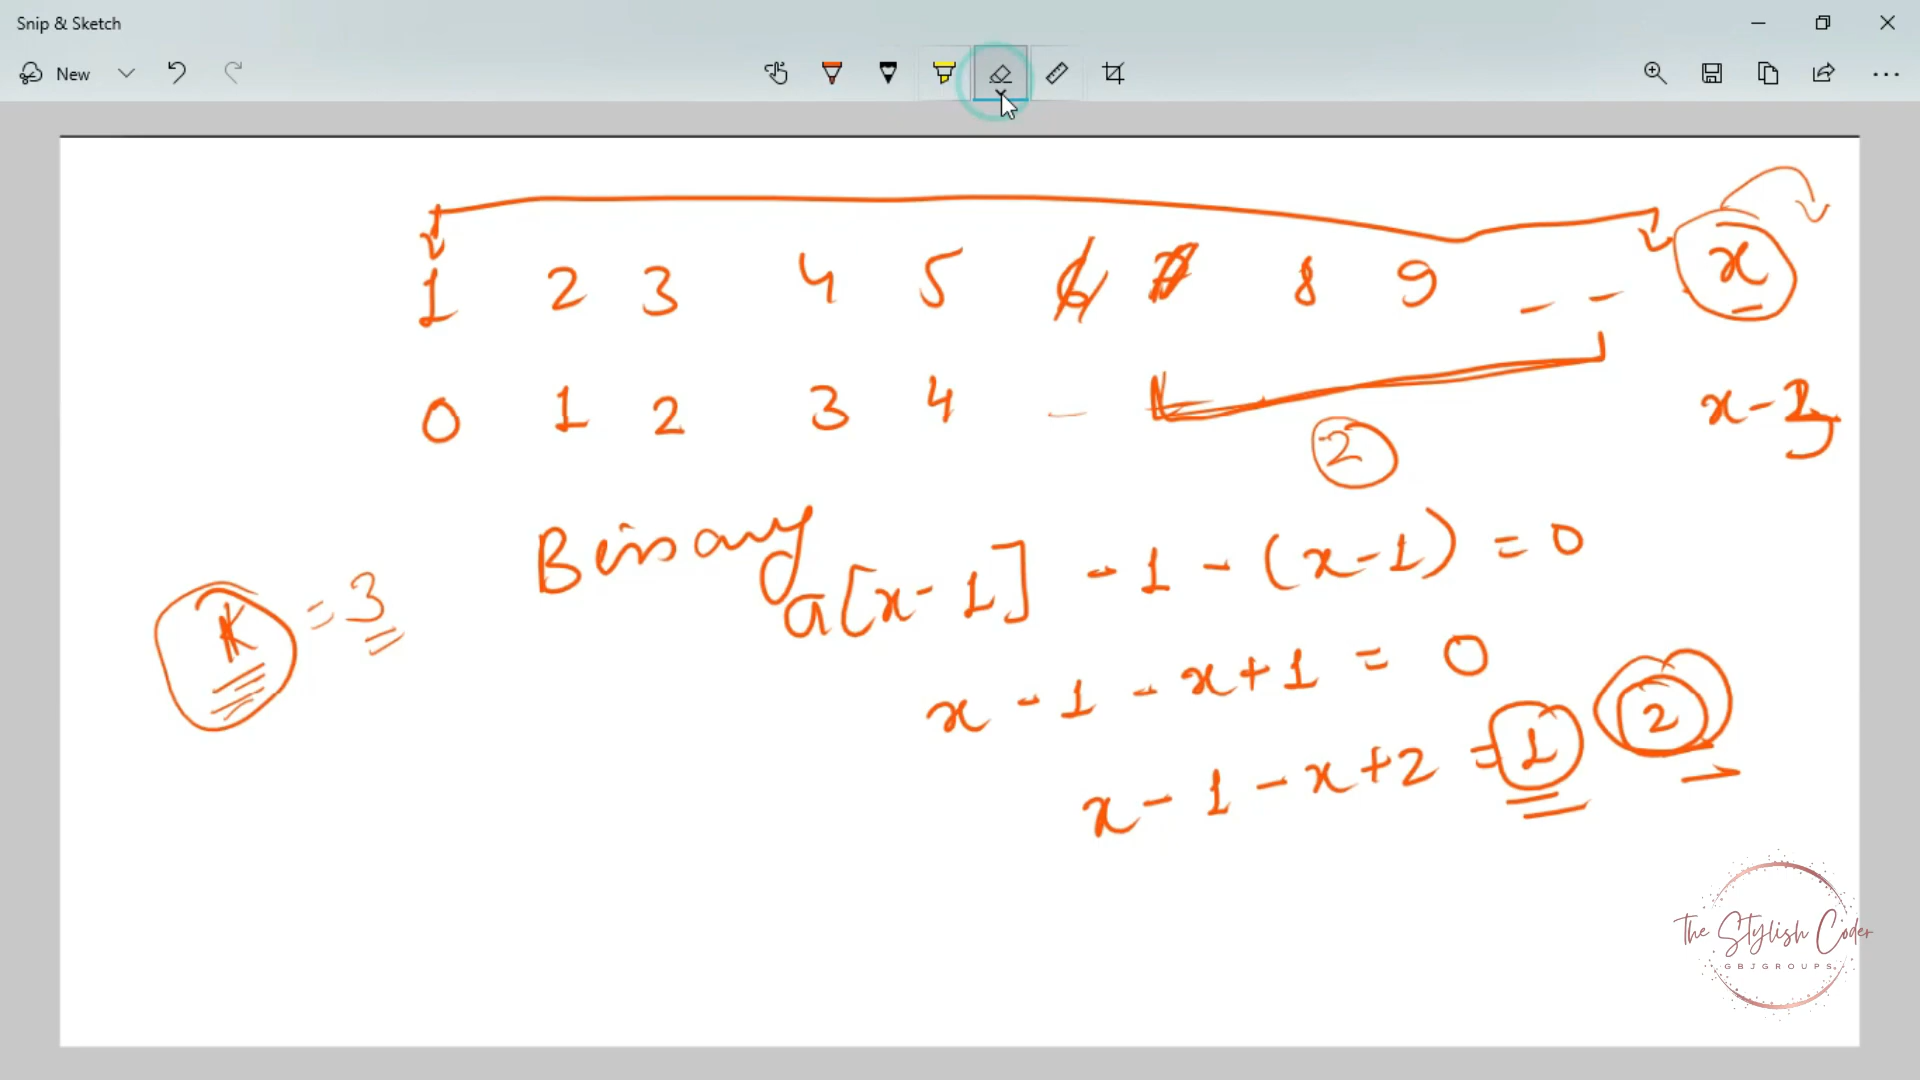 Snip & Sketch
New
1 2 3 4 5 6 7 8 9 _ _ x
0 1 2 3 4 _ x-2
2
Binary
a[x-1] - 1 - (x-1) = 0
K = 3
x - 1 - x + 1 = 0
x - 1 - x + 2 = 1 2
The Stylish Coder
GBJGROUPS